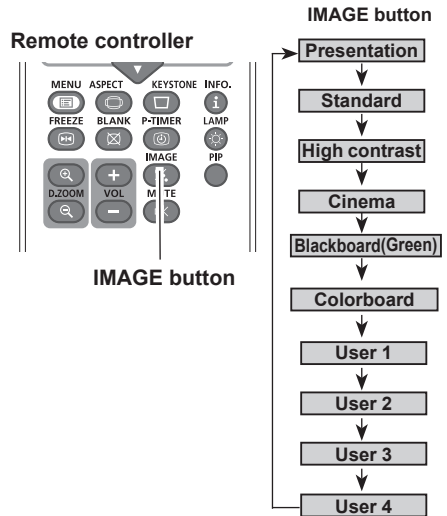 IMAGE button
Remote controller
MENU ASPECT KEYSTONE INFO.
FREEZE BLANK P-TIMER LAMP
IMAGE PIP
D.ZOOM VOL
IMAGE button
Presentation
Standard
High contrast
Cinema
Blackboard(Green)
Colorboard
User 1
User 2
User 3
User 4